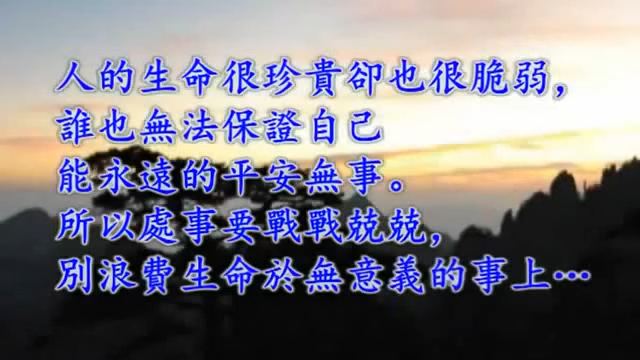 人的生命很珍貴卻也很脆弱，
誰也無法保證自己
能永遠的平安無事。
所以處事要戰戰兢兢，
別浪費生命於無意義的事上…